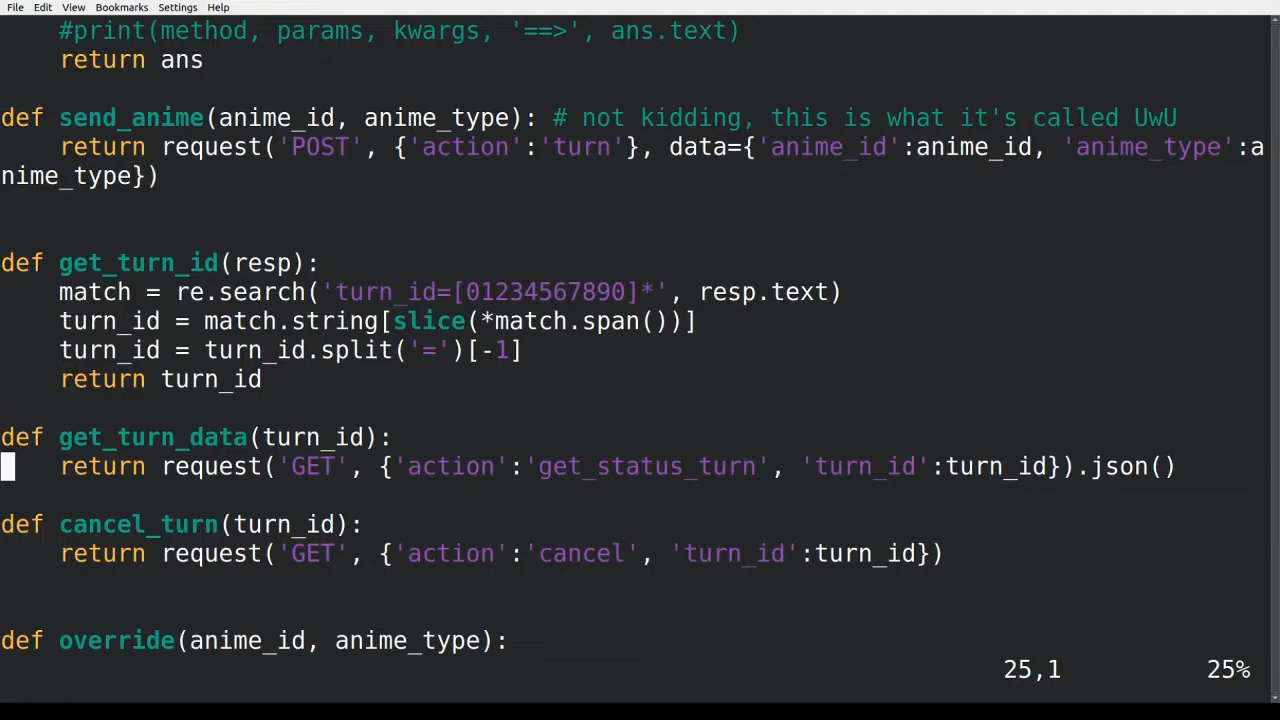 File Edit View Bookmarks Settings Help
#print(method, params, kwargs, '==>', ans.text)
return ans
def send_anime(anime_id, anime_type): # not kidding, this is what it's called UwU
return request('POST', {'action':'turn'}, data={'anime_id':anime_id, 'anime_type':a
nime_type})
def get_turn_id(resp):
match = re.search('turn_id=[01234567890]*', resp.text)
turn_id = match.string[slice(*match.span())]
turn_id = turn_id.split('=')[-1]
return turn_id
def get_turn_data(turn_id):
return request('GET', {'action':'get_status_turn', 'turn_id':turn_id}).json()
def cancel_turn(turn_id):
return request('GET', {'action':'cancel', 'turn_id':turn_id})
def override(anime_id, anime_type):
25,1 25%